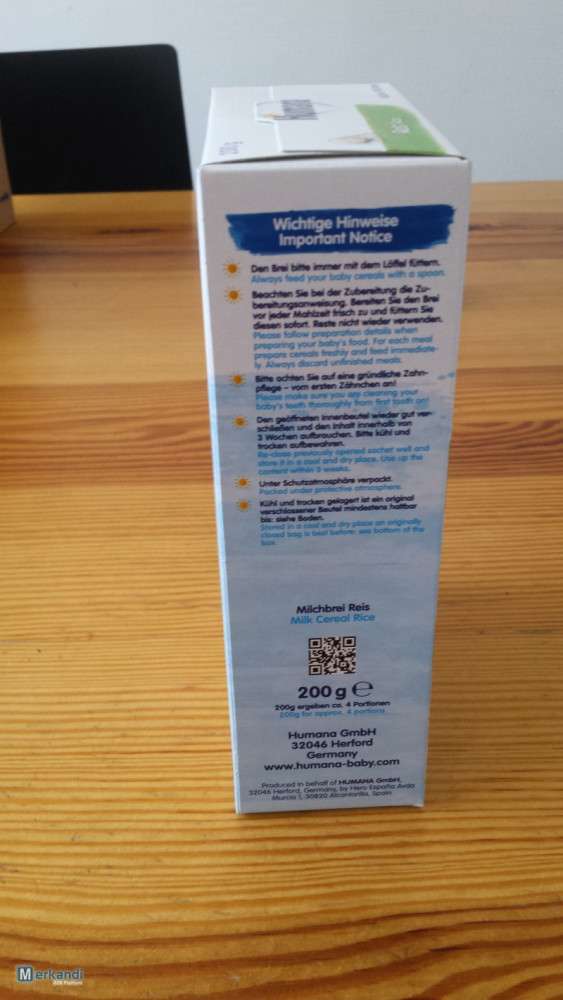 Humana
Wichtige Hinweise
Important Notice
Den Brei bitte immer mit dem Löffel füttern.
Always feed your baby cereals with a spoon.
Beachten Sie bei der Zubereitung die Zu-
bereitungsanweisung. Bereiten Sie den Brei
vor jeder Mahlzeit frisch zu und füttern Sie
diesen sofort. Reste nicht wieder verwenden.
Please follow preparation details when
preparing your baby's food. For each meal
prepare cereals freshly and feed immediate-
ly. Always discard unfinished meals.
Bitte achten Sie auf eine gründliche Zahn-
pflege – vom ersten Zähnchen an!
Please make sure you are cleaning your
baby's teeth thoroughly from first tooth on!
Den geöffneten Innenbeutel wieder gut ver-
schließen und den Inhalt innerhalb von
3 Wochen aufbrauchen. Bitte kühl und
trocken aufbewahren.
Re-close previously opened sachet well and
store it in a cool and dry place. Use up the
content within 3 weeks.
Unter Schutzatmosphäre verpackt.
Packed under protective atmosphere.
Kühl und trocken gelagert ist ein original
verschlossener Beutel mindestens haltbar
bis: siehe Boden.
Stored in a cool and dry place an originally
closed bag is best before: see bottom of the
box.
Milchbrei Reis
Milk Cereal Rice
200 g e
200g ergeben ca. 4 Portionen
200g for approx. 4 portions
Humana GmbH
32046 Herford
Germany
www.humana-baby.com
Produced in behalf of HUMANA GmbH,
32046 Herford, Germany, by Hero España Avda
Murcia 1, 30820 Alcantarilla, Spain
Merkandi
B2B Platform